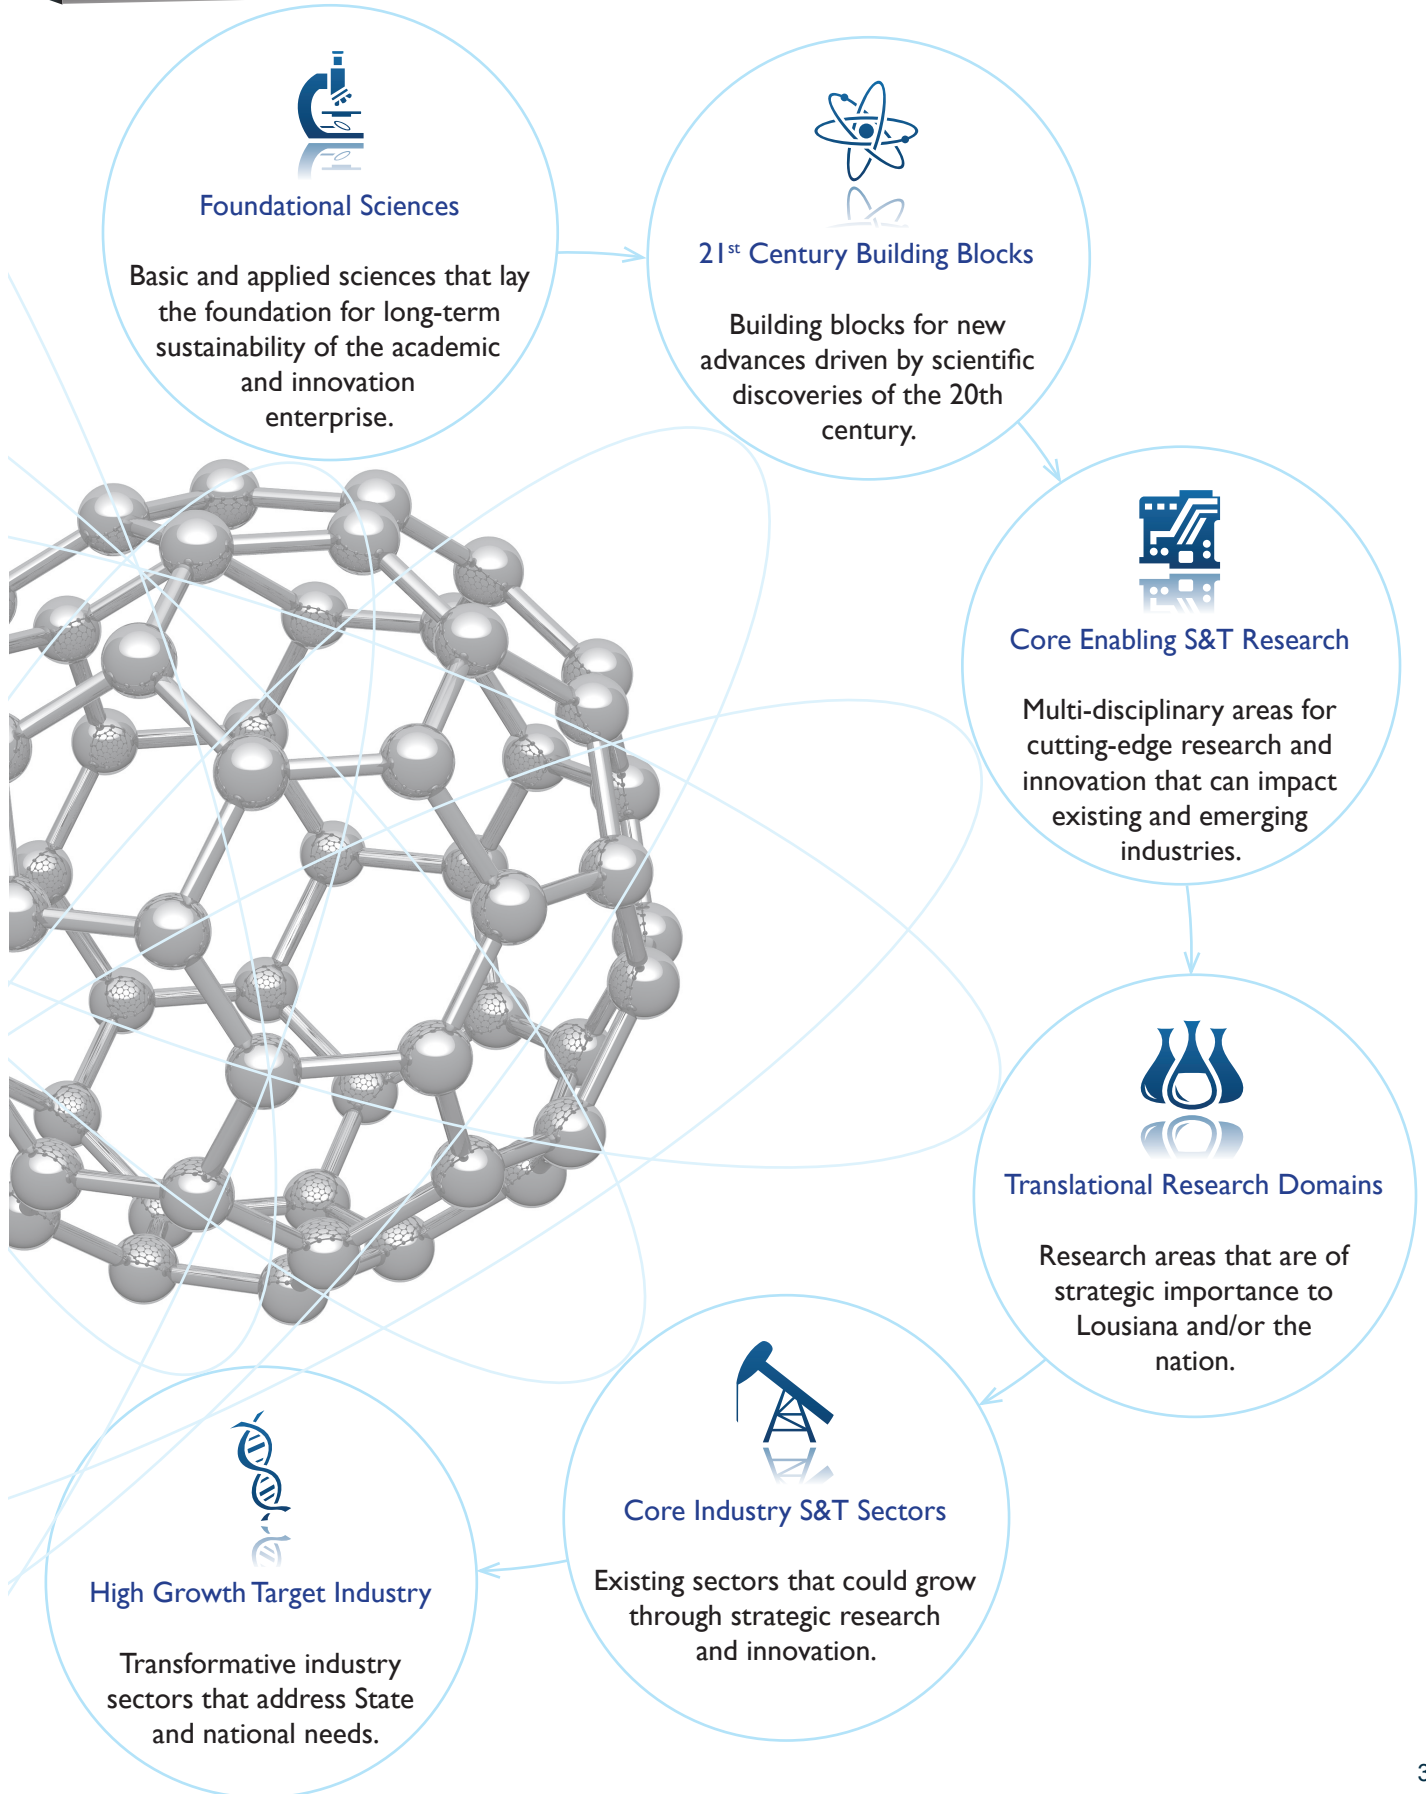 Foundational Sciences
Basic and applied sciences that lay
the foundation for long-term
sustainability of the academic
and innovation
enterprise.
21st Century Building Blocks
Building blocks for new
advances driven by scientific
discoveries of the 20th
century.
Core Enabling S&T Research
Multi-disciplinary areas for
cutting-edge research and
innovation that can impact
existing and emerging
industries.
Translational Research Domains
Research areas that are of
strategic importance to
Lousiana and/or the
nation.
Core Industry S&T Sectors
Existing sectors that could grow
through strategic research
and innovation.
High Growth Target Industry
Transformative industry
sectors that address State
and national needs.
3